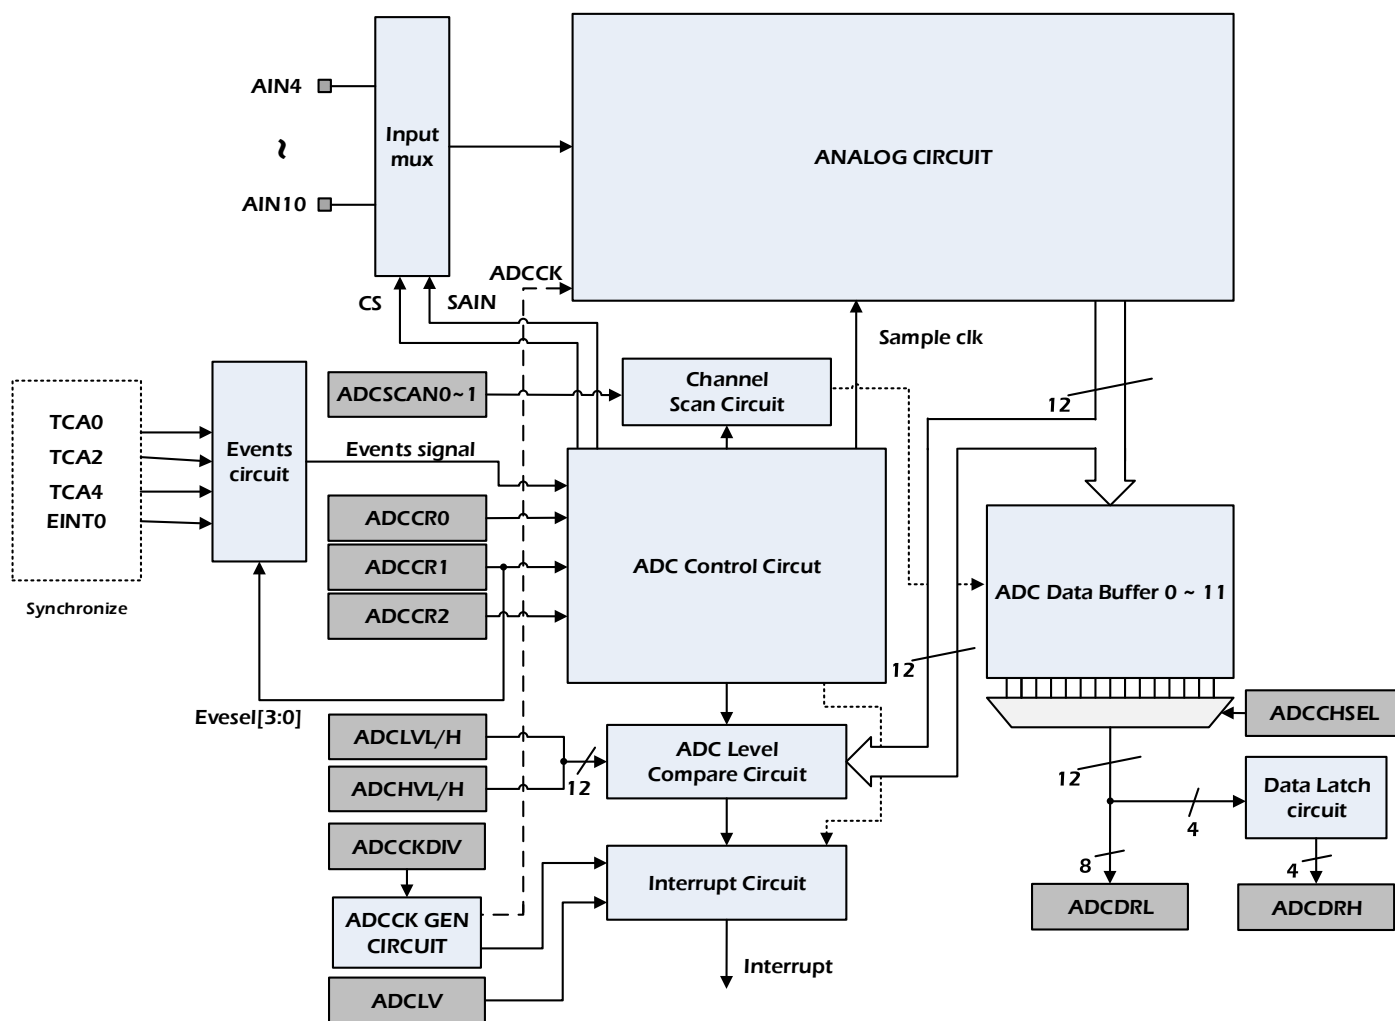 AIN4
~
AIN10
Input
mux
ANALOG CIRCUIT
ADCCK
CS
SAIN
Sample clk
12
TCA0
TCA2
TCA4
EINT0
Synchronize
Events
circuit
ADCSCAN0~1
Channel
Scan Circuit
Events signal
ADCCR0
ADCCR1
ADCCR2
ADC Control Circut
ADC Data Buffer 0 ~ 11
12
Evesel[3:0]
ADCCHSEL
ADCLVL/H
ADCHVL/H
12
ADC Level
Compare Circuit
12
4
8
Data Latch
circuit
4
ADCCKDIV
ADCCK GEN
CIRCUIT
Interrupt Circuit
ADCDRL
ADCDRH
ADCLV
Interrupt